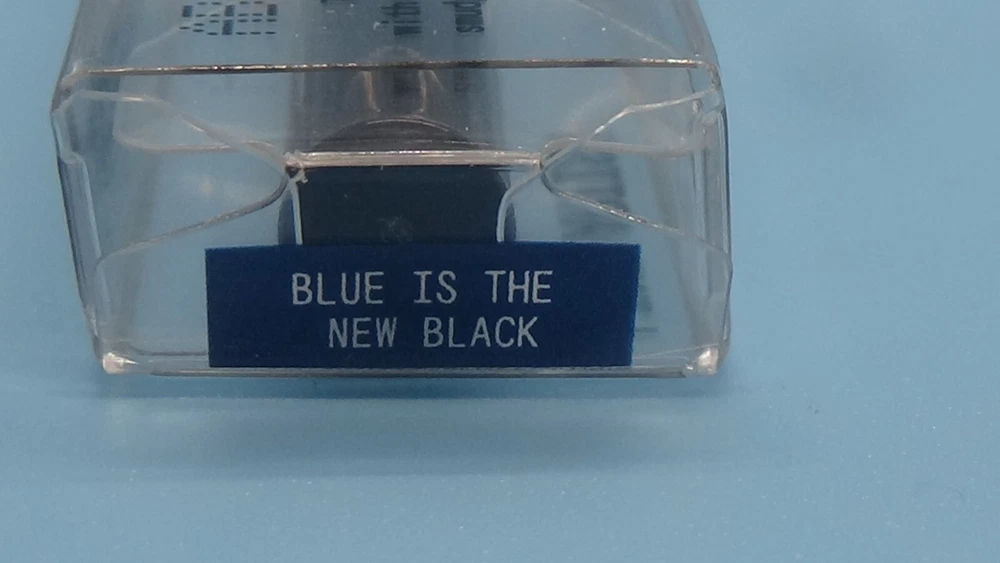 BLUE IS THE
NEW BLACK